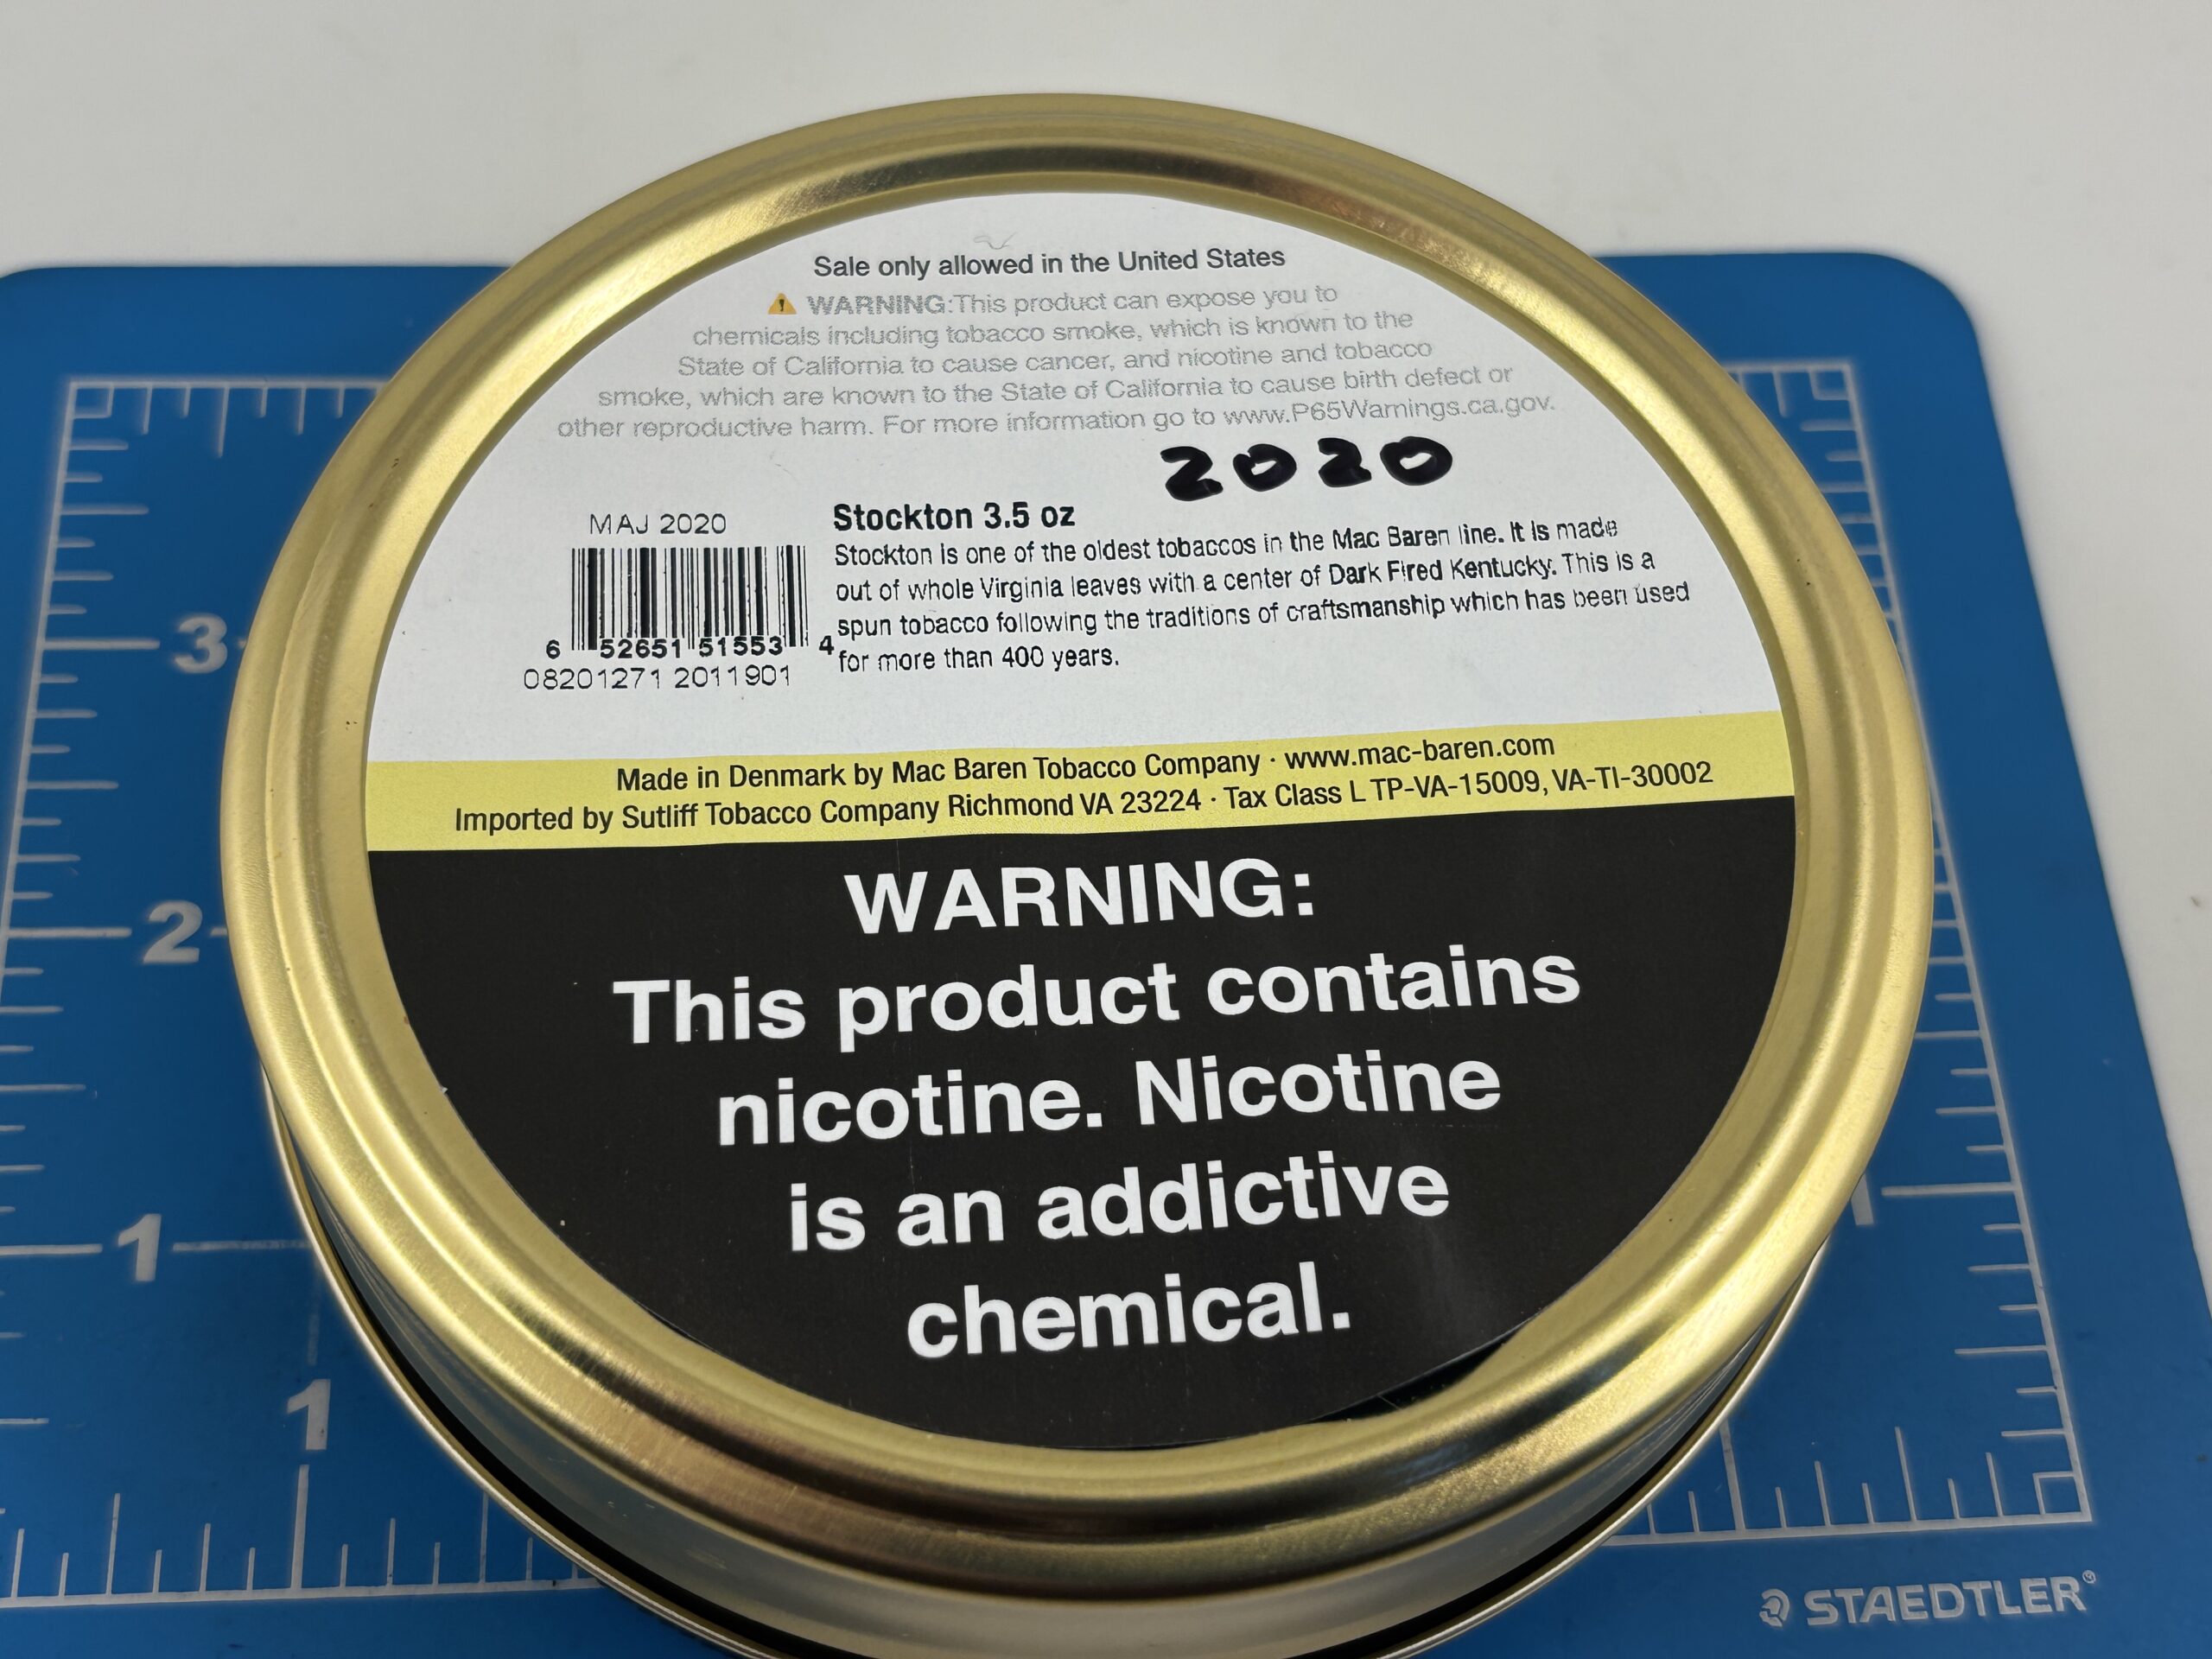 Sale only allowed in the United States
WARNING:This product can expose you to
chemicals including tobacco smoke, which is known to the
State of California to cause cancer, and nicotine and tobacco
smoke, which are known to the State of California to cause birth defect or
other reproductive harm. For more information go to www.P65Warnings.ca.gov.
2020
MAJ 2020
6 52651 51553 4
08201271 2011901
Stockton 3.5 oz
Stockton is one of the oldest tobaccos in the Mac Baren line. It is made
out of whole Virginia leaves with a center of Dark Fired Kentucky. This is a
spun tobacco following the traditions of craftsmanship which has been used
for more than 400 years.
Made in Denmark by Mac Baren Tobacco Company · www.mac-baren.com
Imported by Sutliff Tobacco Company Richmond VA 23224 · Tax Class L TP-VA-15009, VA-TI-30002
WARNING:
This product contains
nicotine. Nicotine
is an addictive
chemical.
3
2
1
1
1
STAEDTLER®